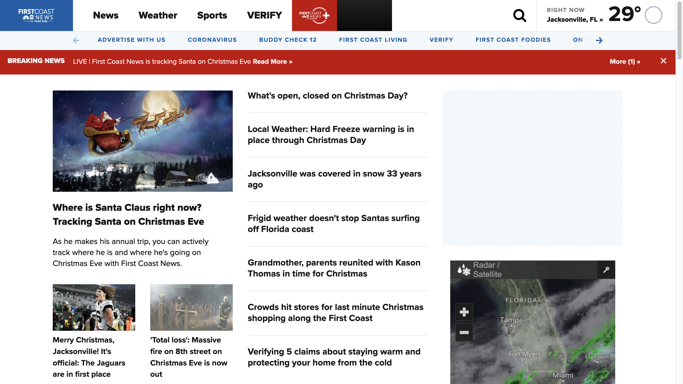 FIRST COAST
NEWS
News
Weather
Sports
VERIFY
FIRST COAST
NEWS +
RIGHT NOW
Jacksonville, FL »
29°
ADVERTISE WITH US
CORONAVIRUS
BUDDY CHECK 12
FIRST COAST LIVING
VERIFY
FIRST COAST FOODIES
ON
BREAKING NEWS
LIVE | First Coast News is tracking Santa on Christmas Eve Read More »
More (1) »
Where is Santa Claus right now?
Tracking Santa on Christmas Eve
As he makes his annual trip, you can actively
track where he is and where he's going on
Christmas Eve with First Coast News.
Merry Christmas,
Jacksonville! It's
official: The Jaguars
are in first place
'Total loss': Massive
fire on 8th street on
Christmas Eve is now
out
What's open, closed on Christmas Day?
Local Weather: Hard Freeze warning is in
place through Christmas Day
Jacksonville was covered in snow 33 years
ago
Frigid weather doesn't stop Santas surfing
off Florida coast
Grandmother, parents reunited with Kason
Thomas in time for Christmas
Crowds hit stores for last minute Christmas
shopping along the First Coast
Verifying 5 claims about staying warm and
protecting your home from the cold
Radar /
Satellite
FLORIDA
Tampa
Fort Myers
Freeport
Miami